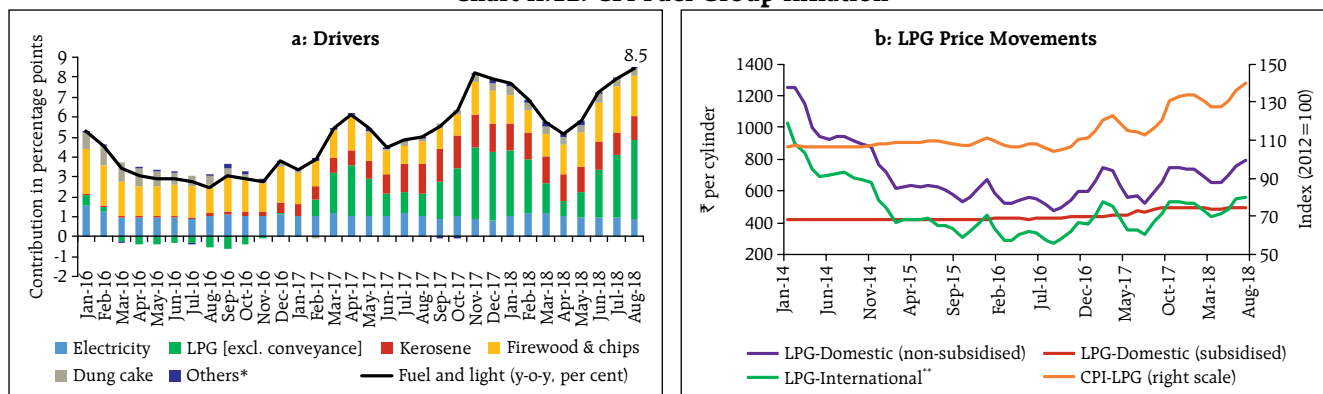 a: Drivers
8.5
Contribution in percentage points
9
8
7
6
5
4
3
2
1
0
-1
-2
Jan-16
Feb-16
Mar-16
Apr-16
May-16
Jun-16
Jul-16
Aug-16
Sep-16
Oct-16
Nov-16
Dec-16
Jan-17
Feb-17
Mar-17
Apr-17
May-17
Jun-17
Jul-17
Aug-17
Sep-17
Oct-17
Nov-17
Dec-17
Jan-18
Feb-18
Mar-18
Apr-18
May-18
Jun-18
Jul-18
Aug-18
Electricity LPG [excl. conveyance] Kerosene Firewood & chips
Dung cake Others* Fuel and light (y-o-y, per cent)
b: LPG Price Movements
₹ per cylinder
1400
1200
1000
800
600
400
200
150
130
110
90
70
50
Index (2012=100)
Jan-14
Jun-14
Nov-14
Apr-15
Sep-15
Feb-16
Jul-16
Dec-16
May-17
Oct-17
Mar-18
Aug-18
LPG-Domestic (non-subsidised) LPG-Domestic (subsidised)
LPG-International** CPI-LPG (right scale)